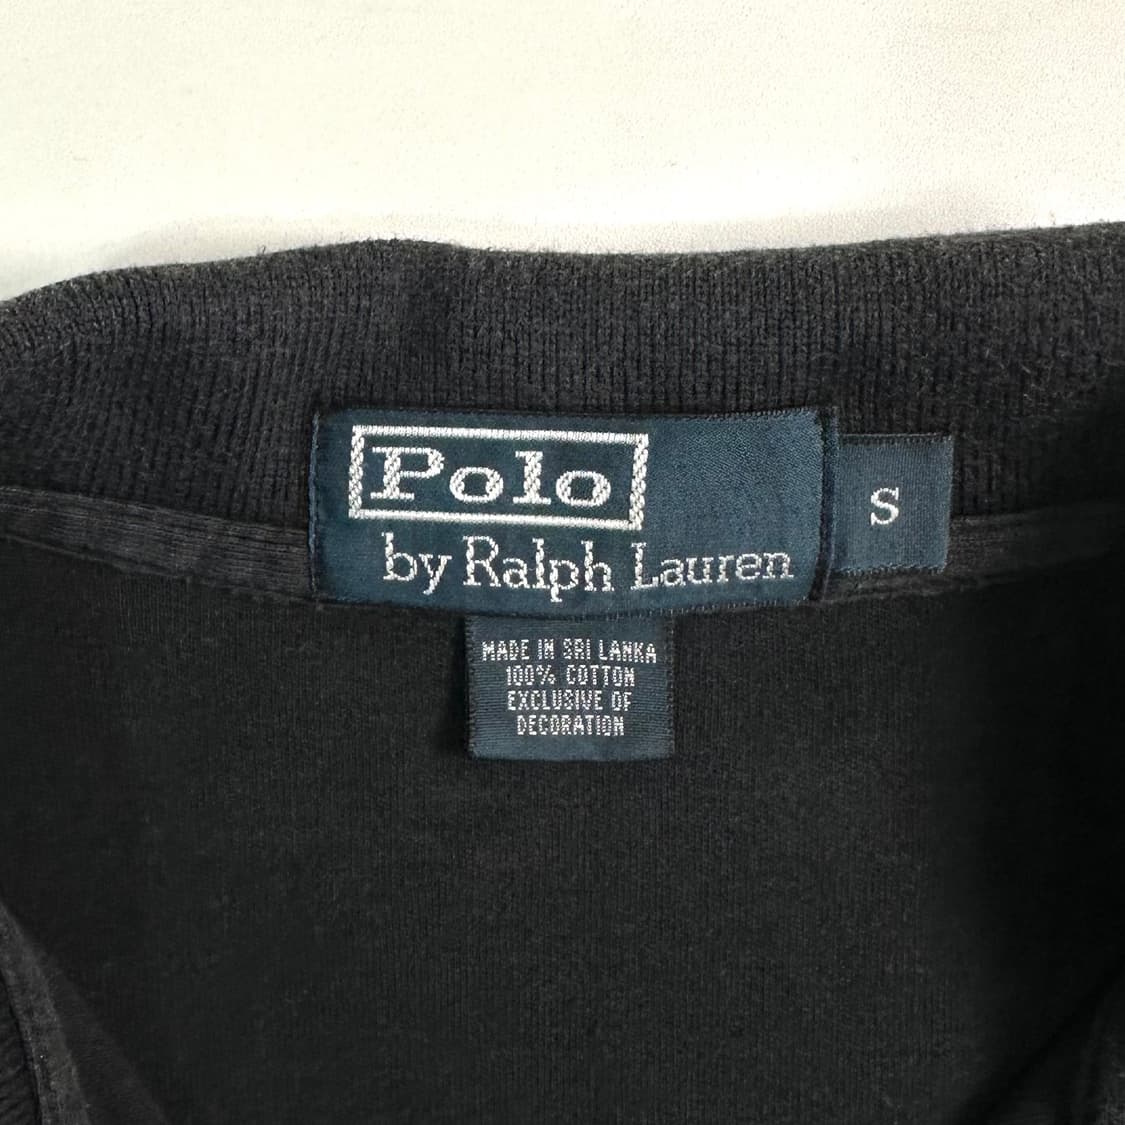 Polo
by Ralph Lauren
S
MADE IN SRI LANKA
100% COTTON
EXCLUSIVE OF
DECORATION